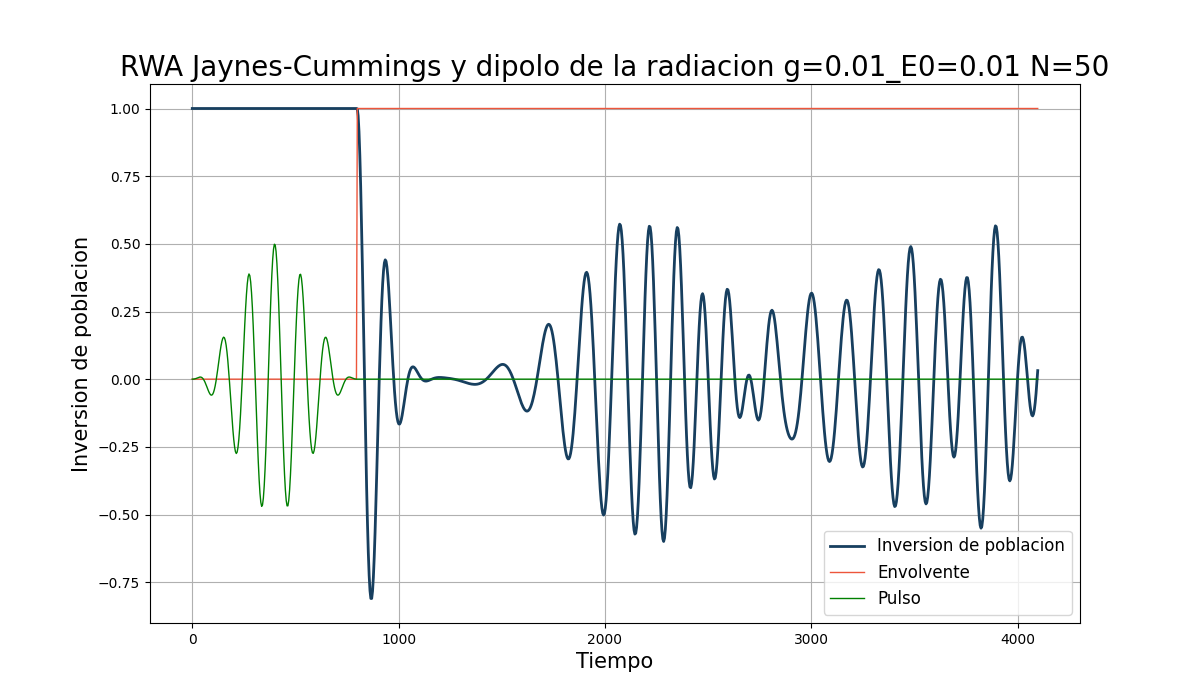 RWA Jaynes-Cummings y dipolo de la radiacion g=0.01_E0=0.01 N=50
1.00
0.75
0.50
0.25
0.00
−0.25
−0.50
−0.75
Inversion de poblacion
Inversion de poblacion
Envolvente
Pulso
0 1000 2000 3000 4000
Tiempo